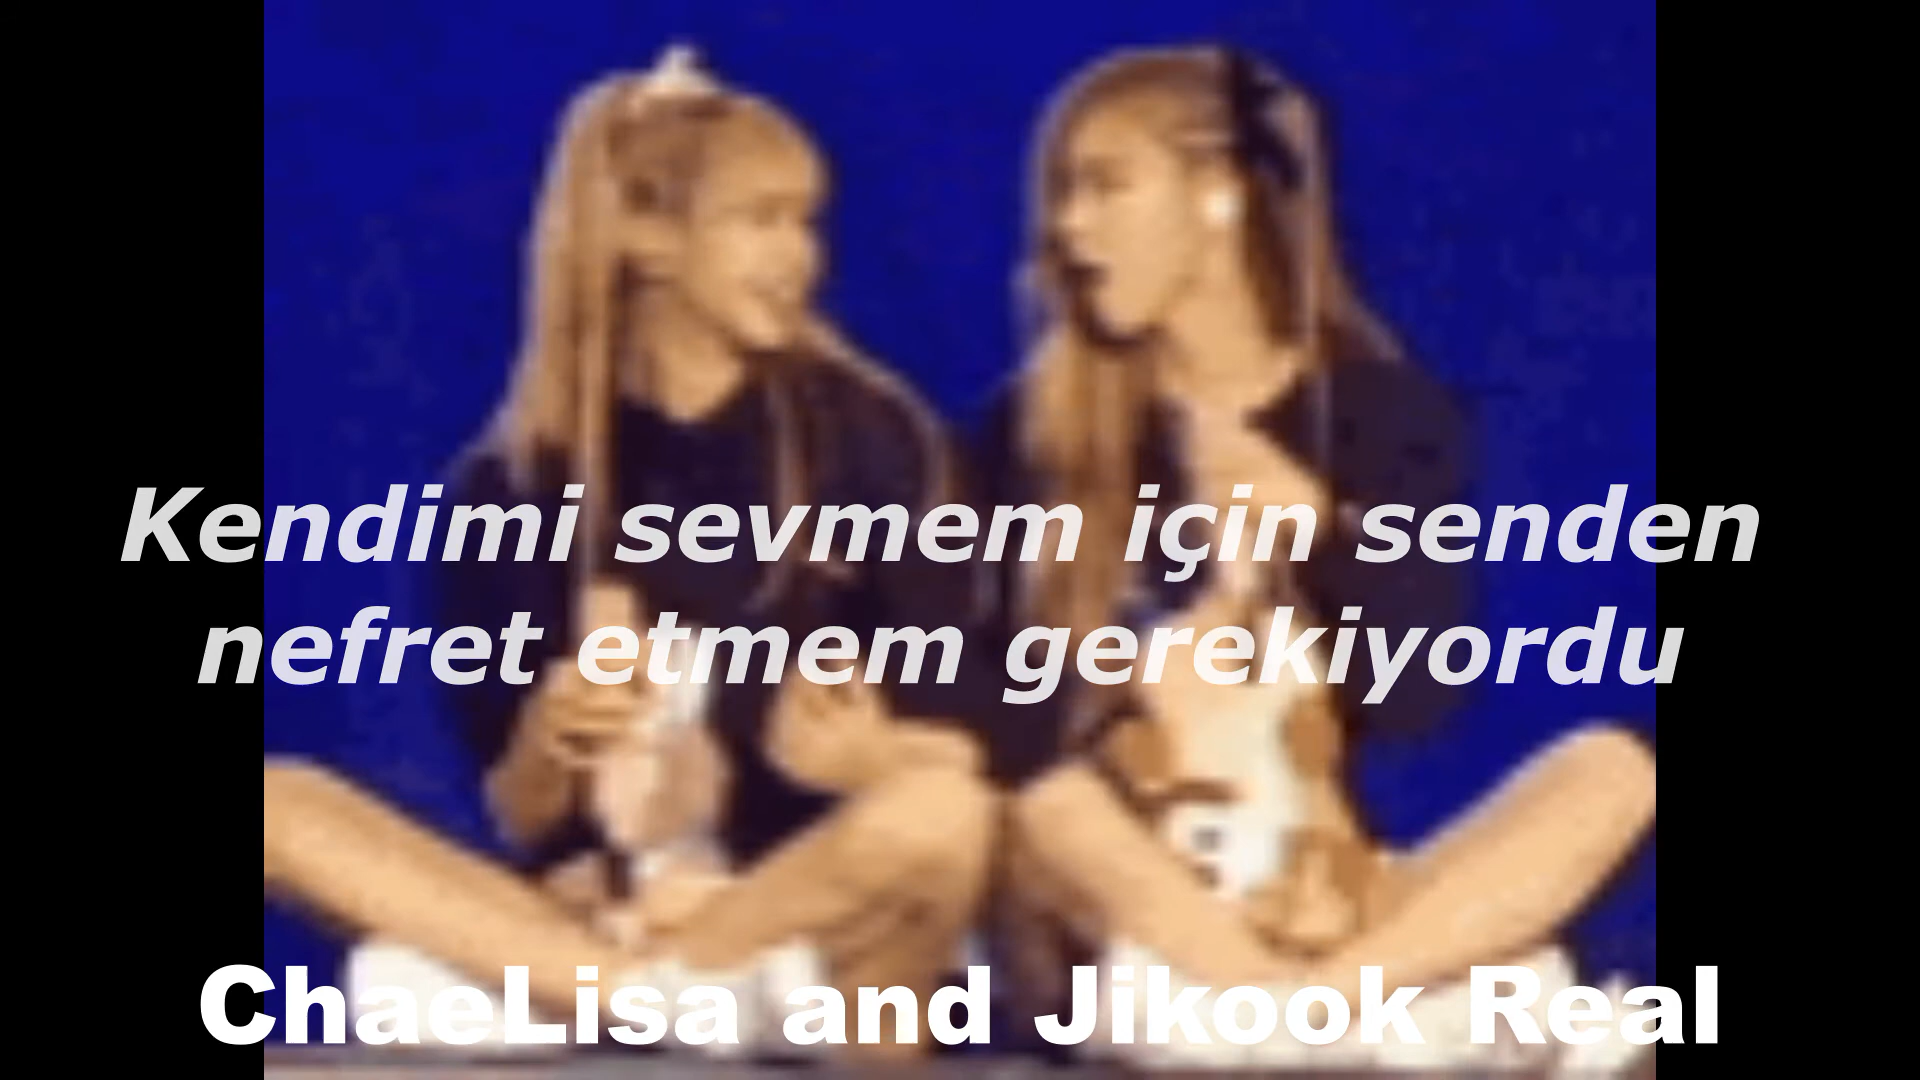 Kendimi sevmem için senden
nefret etmem gerekiyordu
ChaeLisa and Jikook Real